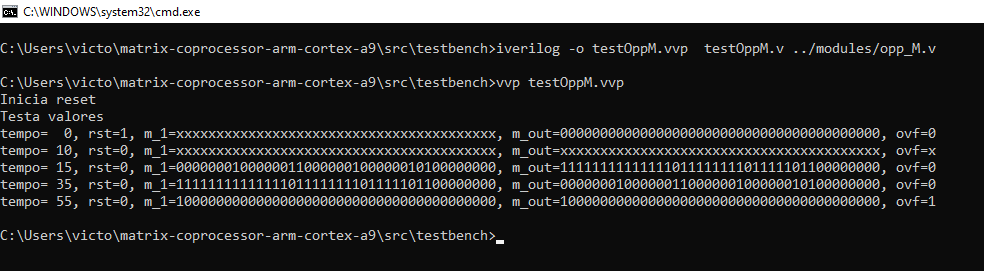 C:\WINDOWS\system32\cmd.exe
C:\Users\victo\matrix-coprocessor-arm-cortex-a9\src\testbench>iverilog -o testOppM.vvp  testOppM.v ../modules/opp_M.v
C:\Users\victo\matrix-coprocessor-arm-cortex-a9\src\testbench>vvp testOppM.vvp
Inicia reset
Testa valores
tempo=  0, rst=1, m_1=xxxxxxxxxxxxxxxxxxxxxxxxxxxxxxxxxxxxxxxx, m_out=0000000000000000000000000000000000000000, ovf=0
tempo= 10, rst=0, m_1=xxxxxxxxxxxxxxxxxxxxxxxxxxxxxxxxxxxxxxxx, m_out=xxxxxxxxxxxxxxxxxxxxxxxxxxxxxxxxxxxxxxxx, ovf=x
tempo= 15, rst=0, m_1=0000000100000011000000100000010100000000, m_out=1111111111111101111111101111101100000000, ovf=0
tempo= 35, rst=0, m_1=1111111111111101111111101111101100000000, m_out=0000000100000011000000100000010100000000, ovf=0
tempo= 55, rst=0, m_1=1000000000000000000000000000000000000000, m_out=1000000000000000000000000000000000000000, ovf=1
C:\Users\victo\matrix-coprocessor-arm-cortex-a9\src\testbench>